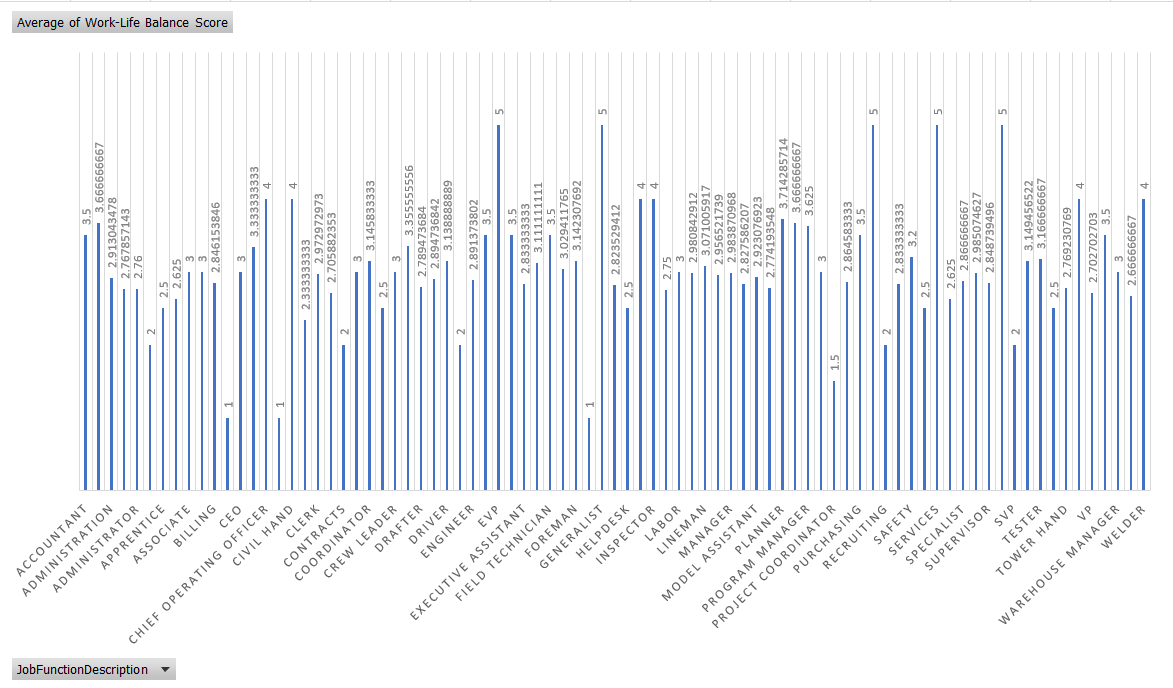 Average of Work-Life Balance Score
3.5
3.666666667
2.913043478
2.767857143
2.76
2
2.5
2.625
3
3
2.846153846
1
3
3.333333333
4
1
4
2.333333333
2.972972973
2.705882353
2
3
3.145833333
2.5
3
3.355555556
2.789473684
2.894736842
3.138888889
2
2.891373802
3.5
5
3.5
2.833333333
3.111111111
3.5
3.029411765
3.142307692
1
5
2.823529412
2.5
4
4
2.75
3
2.980842912
3.071005917
2.956521739
2.983870968
2.827586207
2.923076923
2.774193548
3.714285714
3.666666667
3.625
3
1.5
2.864583333
3.5
5
2
2.833333333
3.2
2.5
5
2.625
2.866666667
2.985074627
2.848739496
5
2
3.149456522
3.166666667
2.5
2.769230769
4
2.702702703
3.5
3
2.666666667
4
ACCOUNTANT
ADMINISTRATION
ADMINISTRATOR
APPRENTICE
ASSOCIATE
BILLING
CEO
CHIEF OPERATING OFFICER
CIVIL HAND
CLERK
CONTRACTS
COORDINATOR
CREW LEADER
DRAFTER
DRIVER
ENGINEER
EVP
EXECUTIVE ASSISTANT
FIELD TECHNICIAN
FOREMAN
GENERALIST
HELPDESK
INSPECTOR
LABOR
LINEMAN
MANAGER
MODEL ASSISTANT
PLANNER
PROGRAM MANAGER
PROJECT COORDINATOR
PURCHASING
RECRUITING
SAFETY
SERVICES
SPECIALIST
SUPERVISOR
SVP
TESTER
TOWER HAND
VP
WAREHOUSE MANAGER
WELDER
JobFunctionDescription